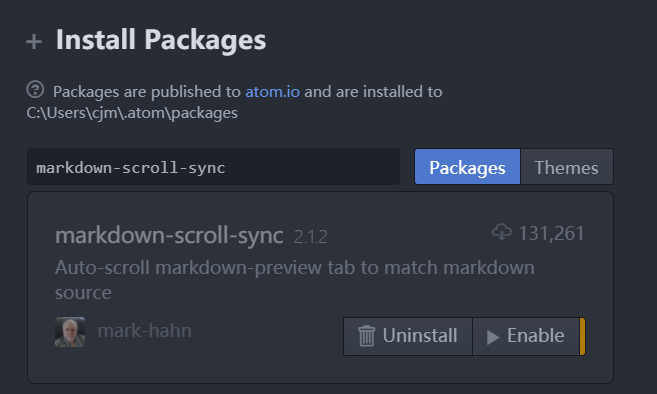 + Install Packages
Packages are published to atom.io and are installed to
C:\Users\cjm\.atom\packages
markdown-scroll-sync
Packages Themes
markdown-scroll-sync 2.1.2
131,261
Auto-scroll markdown-preview tab to match markdown
source
mark-hahn
Uninstall Enable